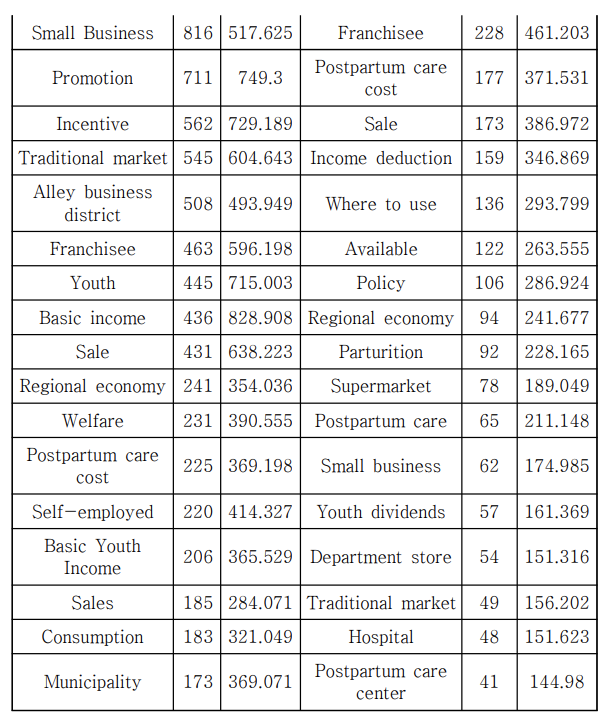 Small Business 816 517.625 Franchisee 228 461.203
Promotion 711 749.3 Postpartum care
cost 177 371.531
Incentive 562 729.189 Sale 173 386.972
Traditional market 545 604.643 Income deduction 159 346.869
Alley business
district 508 493.949 Where to use 136 293.799
Franchisee 463 596.198 Available 122 263.555
Youth 445 715.003 Policy 106 286.924
Basic income 436 828.908 Regional economy 94 241.677
Sale 431 638.223 Parturition 92 228.165
Regional economy 241 354.036 Supermarket 78 189.049
Welfare 231 390.555 Postpartum care 65 211.148
Postpartum care
cost 225 369.198 Small business 62 174.985
Self-employed 220 414.327 Youth dividends 57 161.369
Basic Youth
Income 206 365.529 Department store 54 151.316
Sales 185 284.071 Traditional market 49 156.202
Consumption 183 321.049 Hospital 48 151.623
Municipality 173 369.071 Postpartum care
center 41 144.98